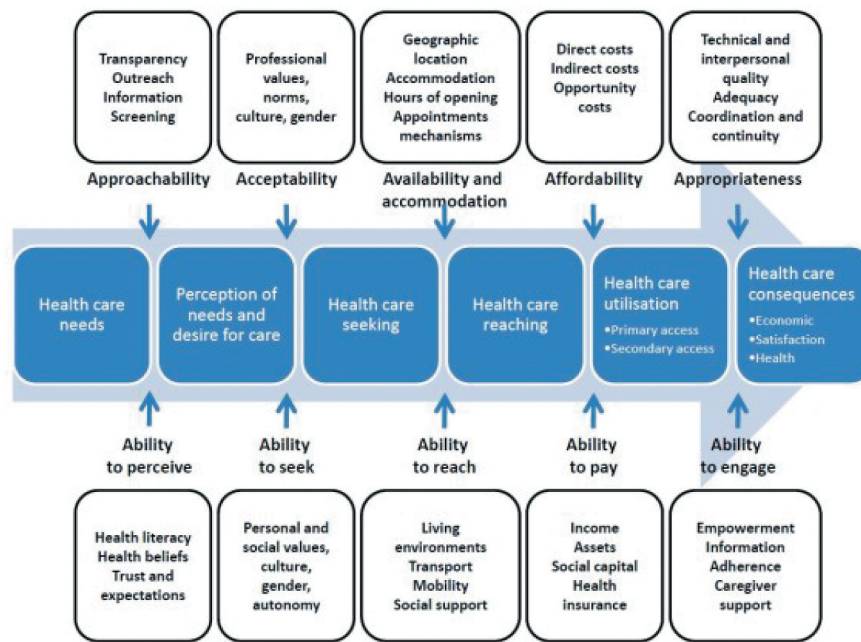 Transparency
Outreach
Information
Screening
Professional
values,
norms,
culture, gender
Geographic
location
Accommodation
Hours of opening
Appointments
mechanisms
Direct costs
Indirect costs
Opportunity
costs
Technical and
interpersonal
quality
Adequacy
Coordination and
continuity
Approachability
Acceptability
Availability and
accommodation
Affordability
Appropriateness
Health care
needs
Perception of
needs and
desire for care
Health care
seeking
Health care
reaching
Health care
utilisation
•Primary access
•Secondary access
Health care
consequences
•Economic
•Satisfaction
•Health
Ability
to perceive
Ability
to seek
Ability
to reach
Ability
to pay
Ability
to engage
Health literacy
Health beliefs
Trust and
expectations
Personal and
social values,
culture,
gender,
autonomy
Living
environments
Transport
Mobility
Social support
Income
Assets
Social capital
Health
insurance
Empowerment
Information
Adherence
Caregiver
support